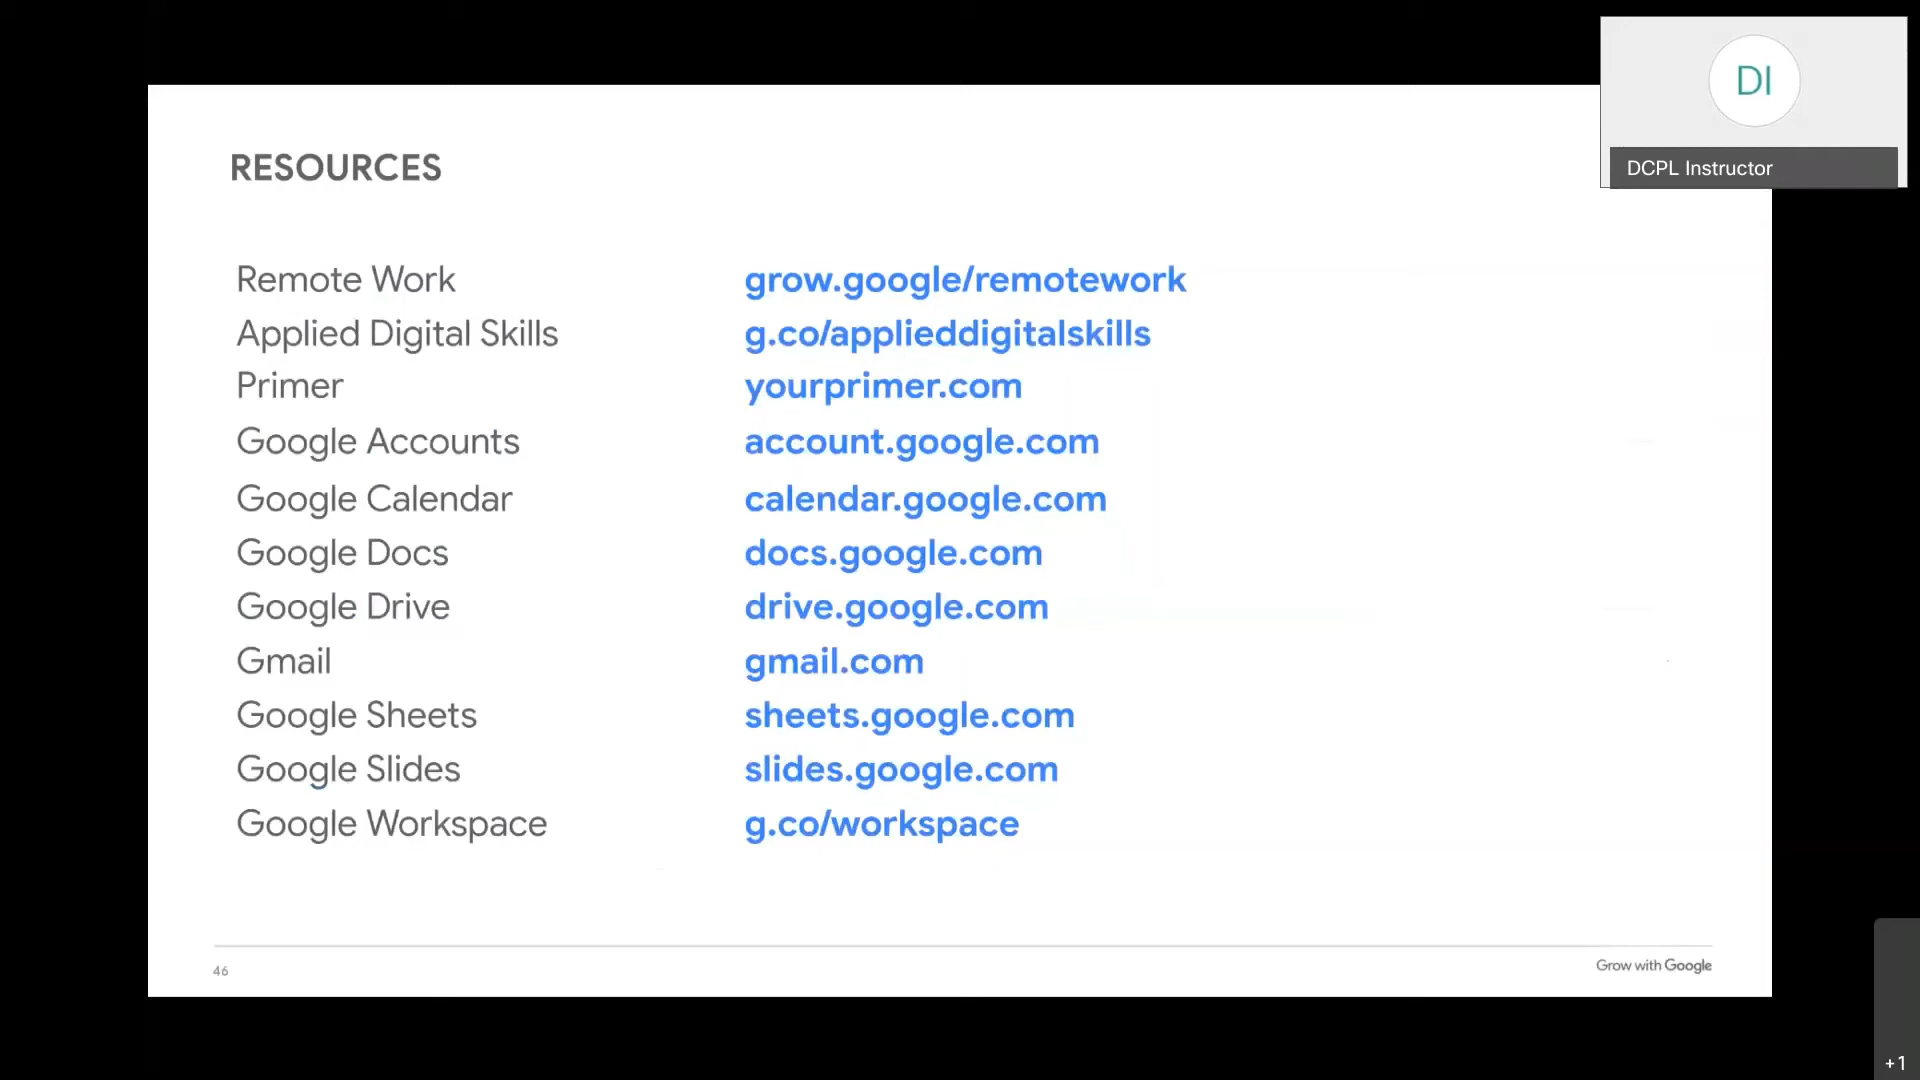 DI
DCPL Instructor
RESOURCES
Remote Work grow.google/remotework
Applied Digital Skills g.co/applieddigitalskills
Primer yourprimer.com
Google Accounts account.google.com
Google Calendar calendar.google.com
Google Docs docs.google.com
Google Drive drive.google.com
Gmail gmail.com
Google Sheets sheets.google.com
Google Slides slides.google.com
Google Workspace g.co/workspace
46 Grow with Google
+1